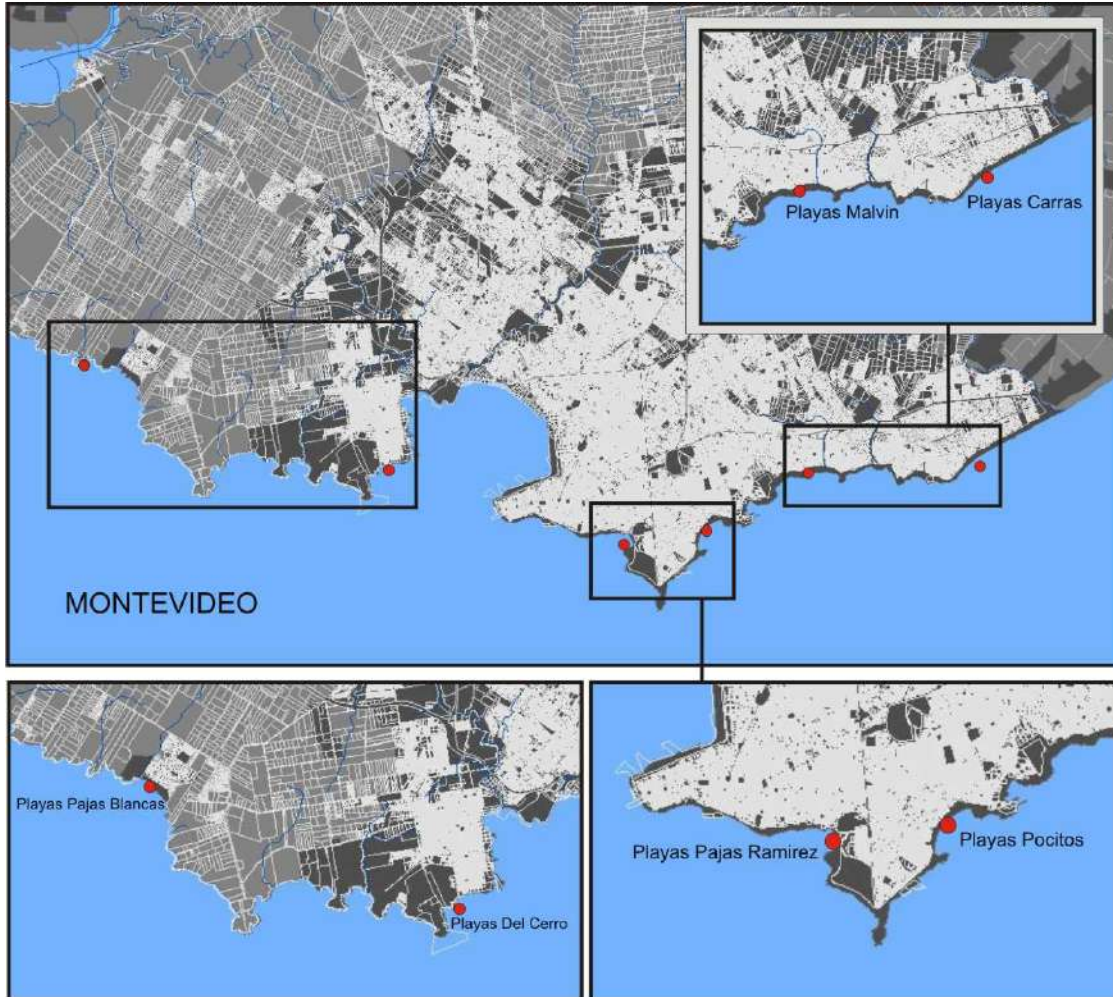 Playas Malvin
Playas Carras
MONTEVIDEO
Playas Pajas Blancas
Playas Del Cerro
Playas Pajas Ramirez
Playas Pocitos